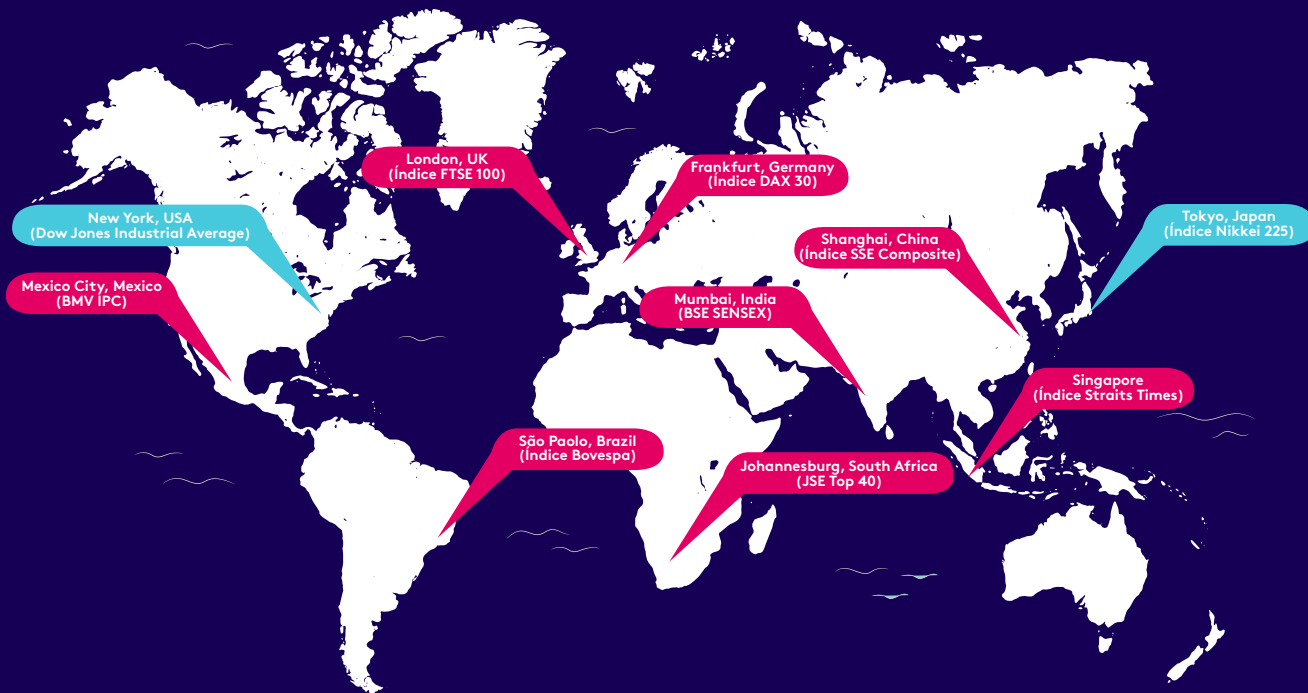 London, UK
(Índice FTSE 100)
Frankfurt, Germany
(Índice DAX 30)
New York, USA
(Dow Jones Industrial Average)
Tokyo, Japan
(Índice Nikkei 225)
Shanghai, China
(Índice SSE Composite)
Mexico City, Mexico
(BMV IPC)
Mumbai, India
(BSE SENSEX)
Singapore
(Índice Straits Times)
São Paolo, Brazil
(Índice Bovespa)
Johannesburg, South Africa
(JSE Top 40)